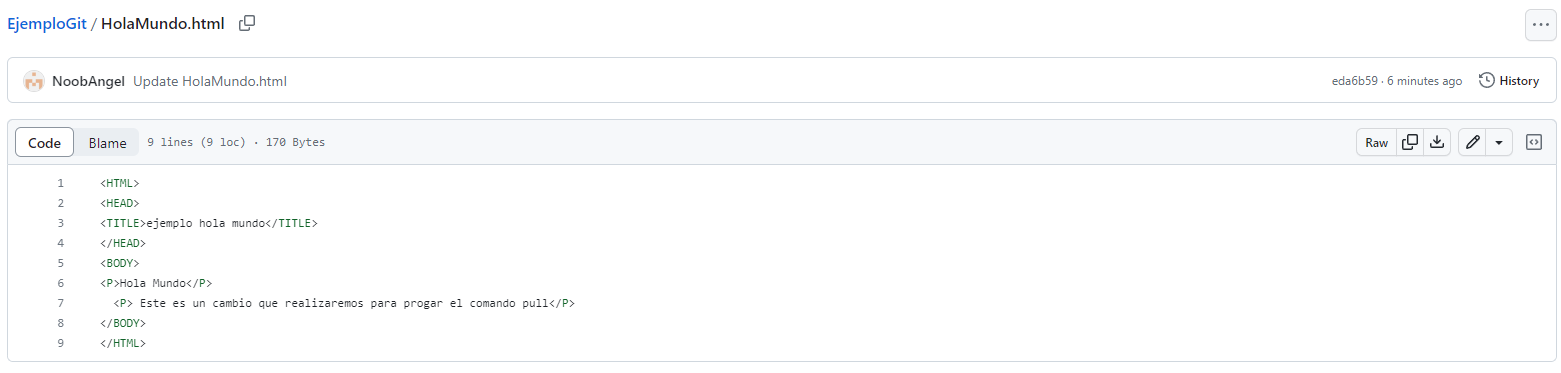 EjemploGit / HolaMundo.html
NoobAngel Update HolaMundo.html eda6b59 · 6 minutes ago History
Code Blame 9 lines (9 loc) · 170 Bytes Raw
1 <HTML>
2 <HEAD>
3 <TITLE>ejemplo hola mundo</TITLE>
4 </HEAD>
5 <BODY>
6 <P>Hola Mundo</P>
7 <P> Este es un cambio que realizaremos para progar el comando pull</P>
8 </BODY>
9 </HTML>